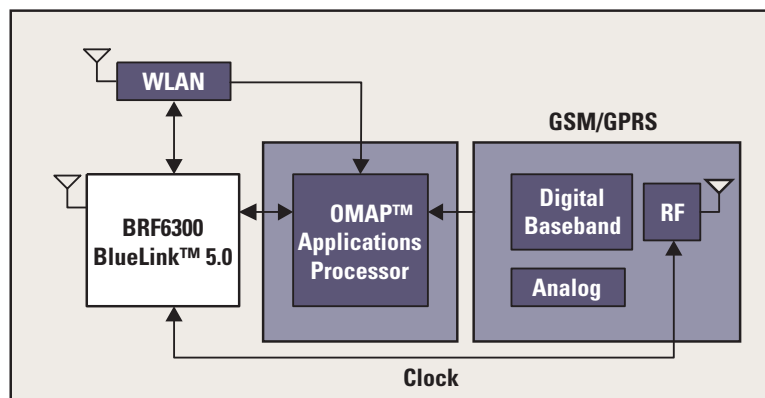 WLAN
GSM/GPRS
BRF6300
BlueLink™ 5.0
OMAP™
Applications
Processor
Digital
Baseband
RF
Analog
Clock